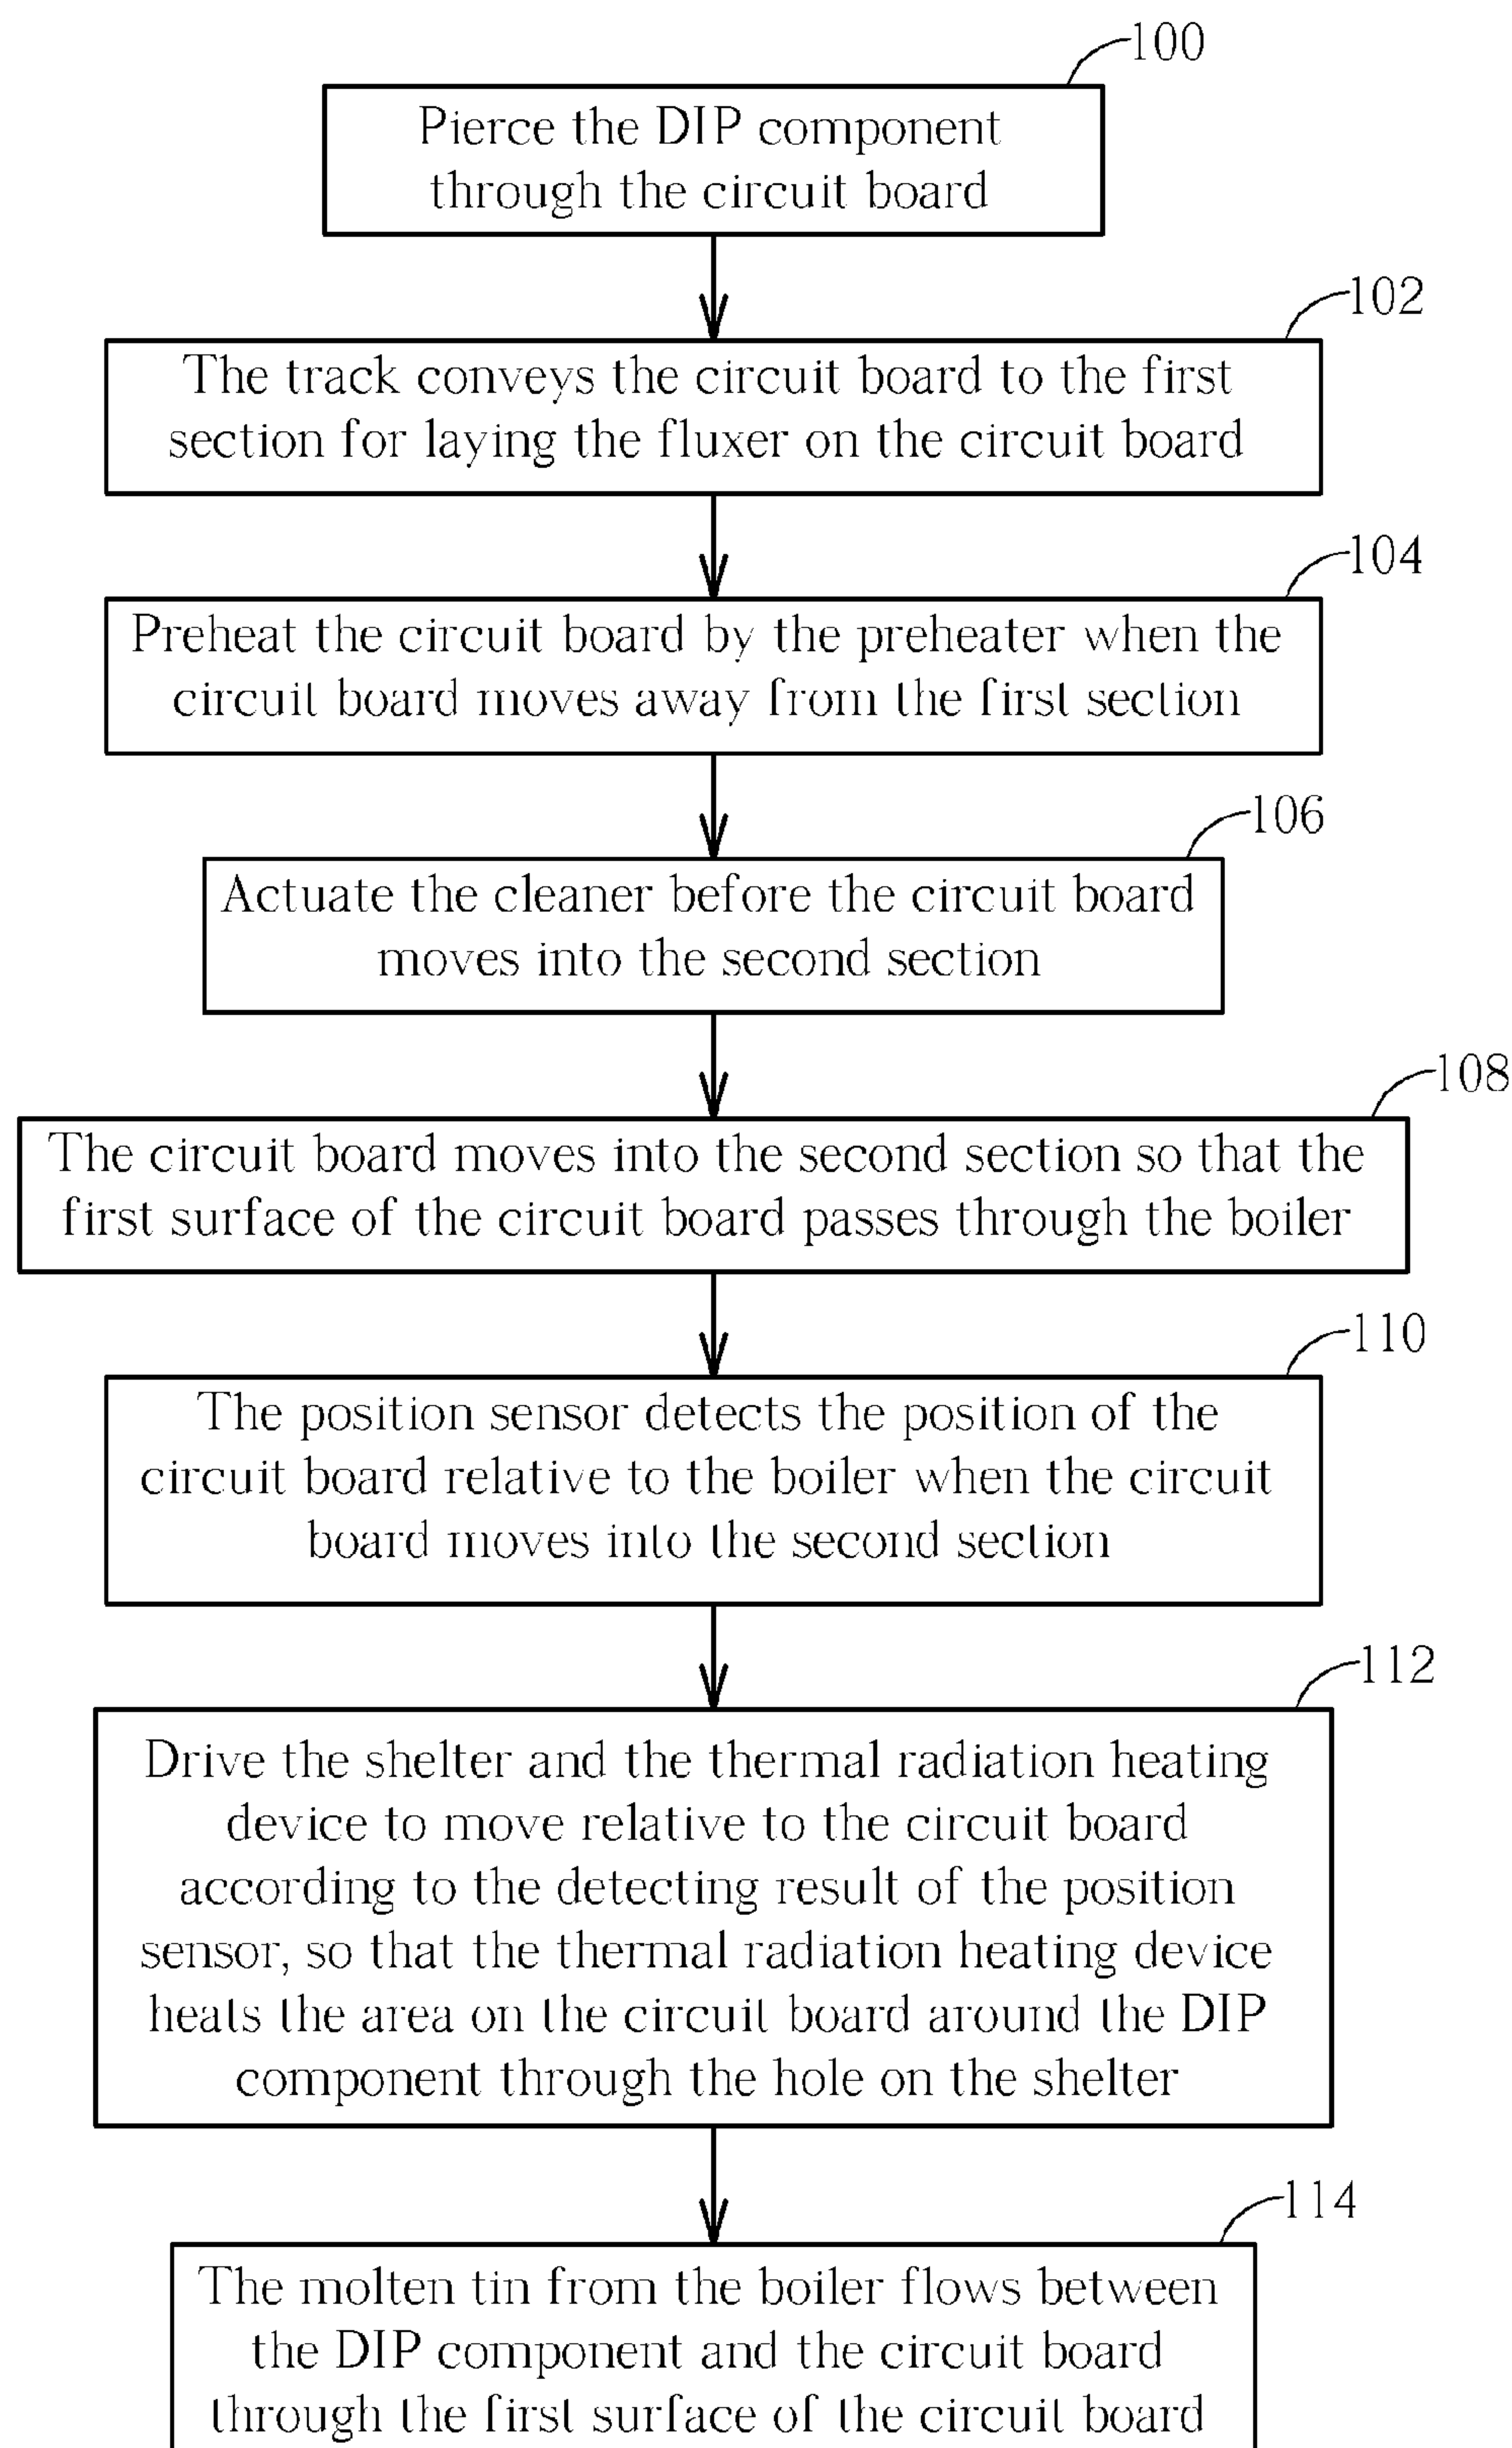 100
Pierce the DIP component
through the circuit board
102
The track conveys the circuit board to the first
section for laying the fluxer on the circuit board
104
Preheat the circuit board by the preheater when the
circuit board moves away from the first section
106
Actuate the cleaner before the circuit board
moves into the second section
108
The circuit board moves into the second section so that the
first surface of the circuit board passes through the boiler
110
The position sensor detects the position of the
circuit board relative to the boiler when the circuit
board moves into the second section
112
Drive the shelter and the thermal radiation heating
device to move relative to the circuit board
according to the detecting result of the position
sensor, so that the thermal radiation heating device
heats the area on the circuit board around the DIP
component through the hole on the shelter
114
The molten tin from the boiler flows between
the DIP component and the circuit board
through the first surface of the circuit board